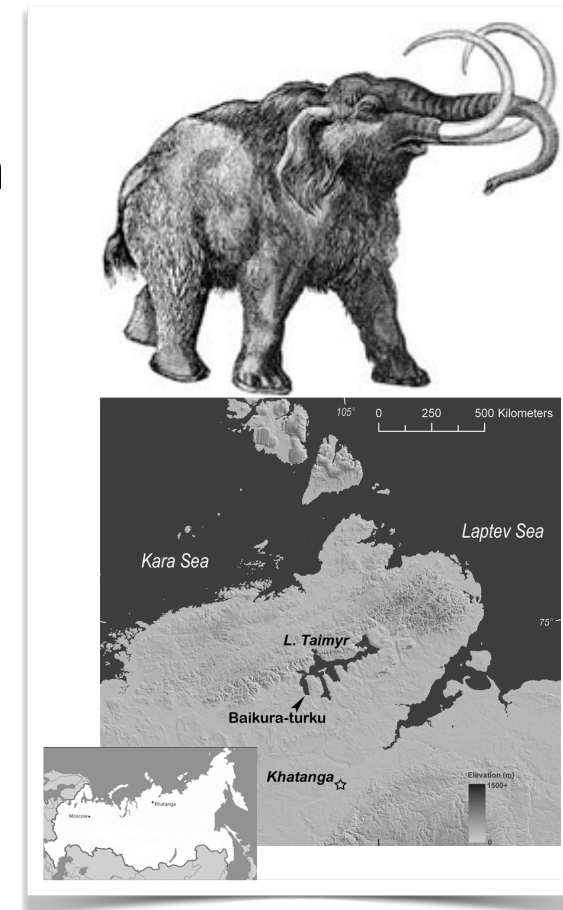 105°
0 250 500 Kilometers
Laptev Sea
Kara Sea
75°
L. Taimyr
Baikura-turku
Khatanga
Elevation (m)
1500+
0
Khatanga
Moscow